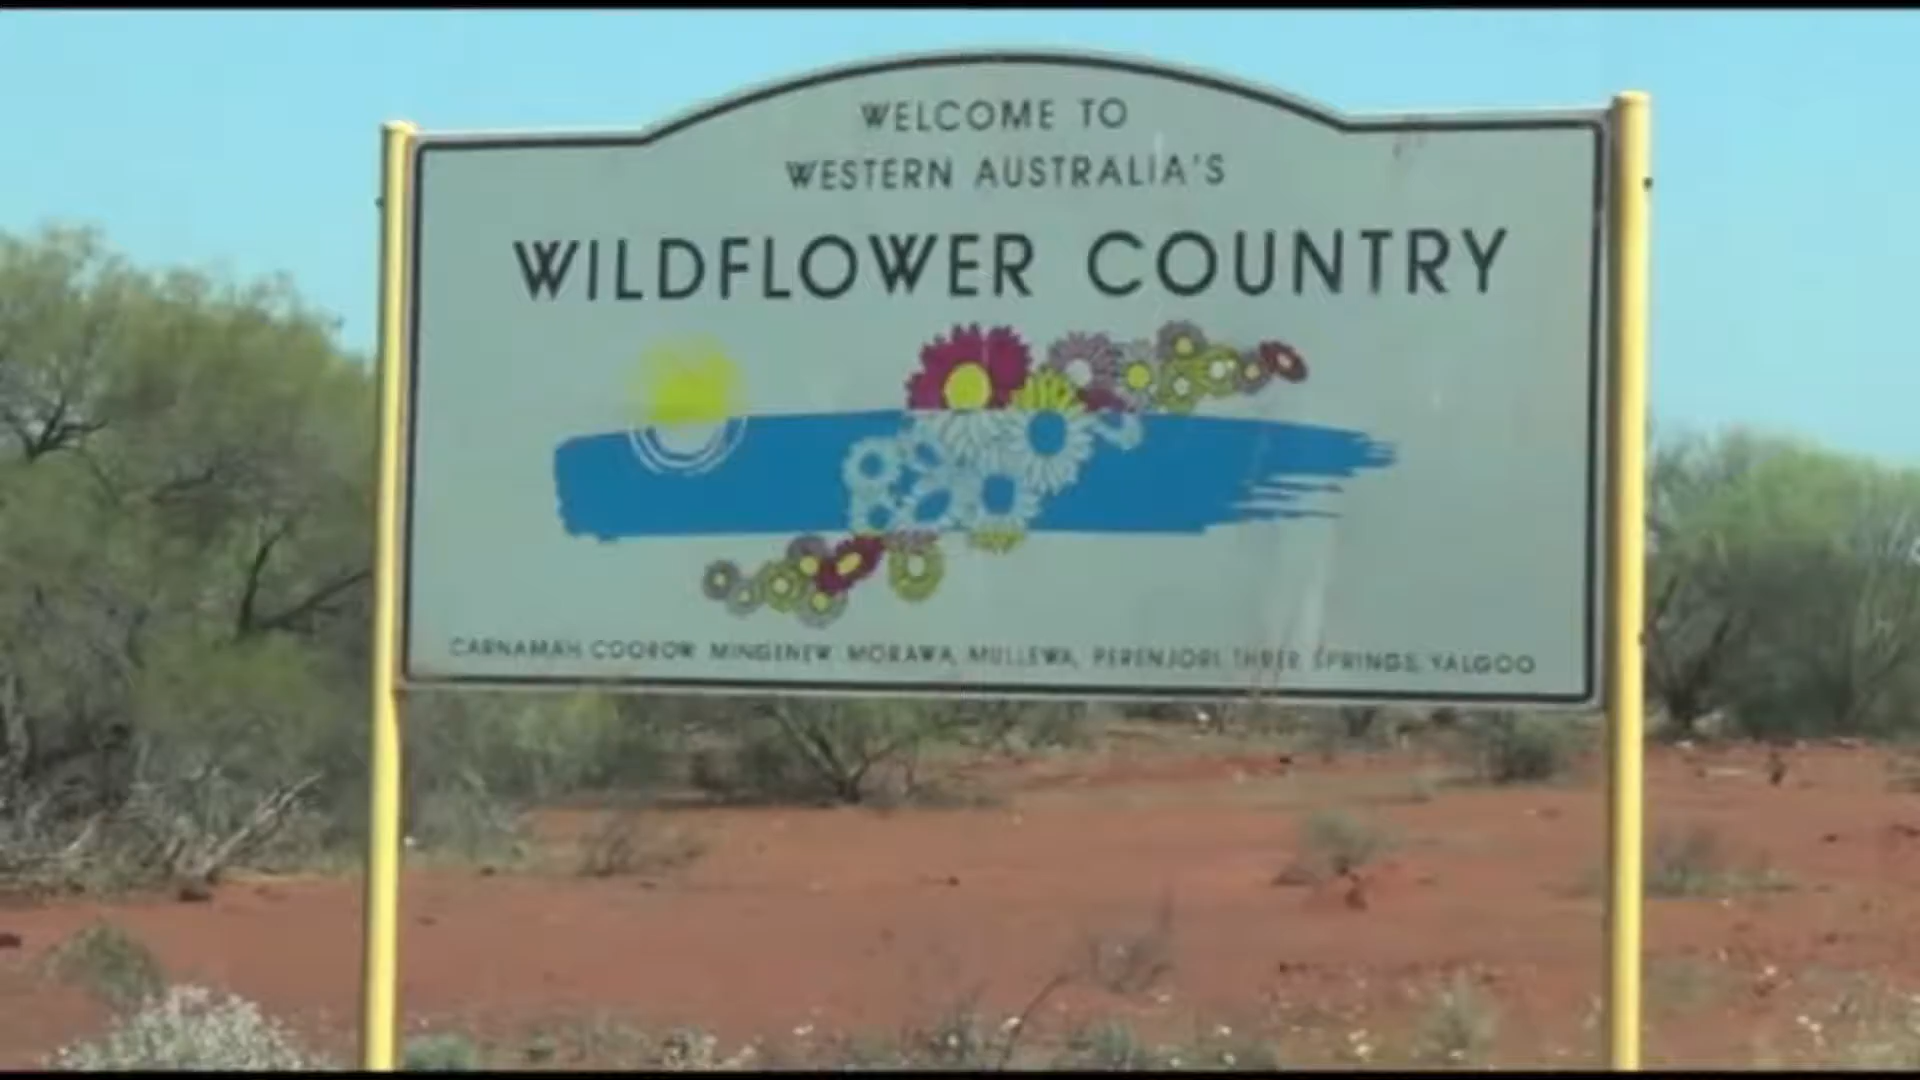 WELCOME TO
WESTERN AUSTRALIA'S
WILDFLOWER COUNTRY
CARNAMAH, COOROW, MINGENEW, MORAWA, MULLEWA, PERENJORI, THREE SPRINGS, YALGOO